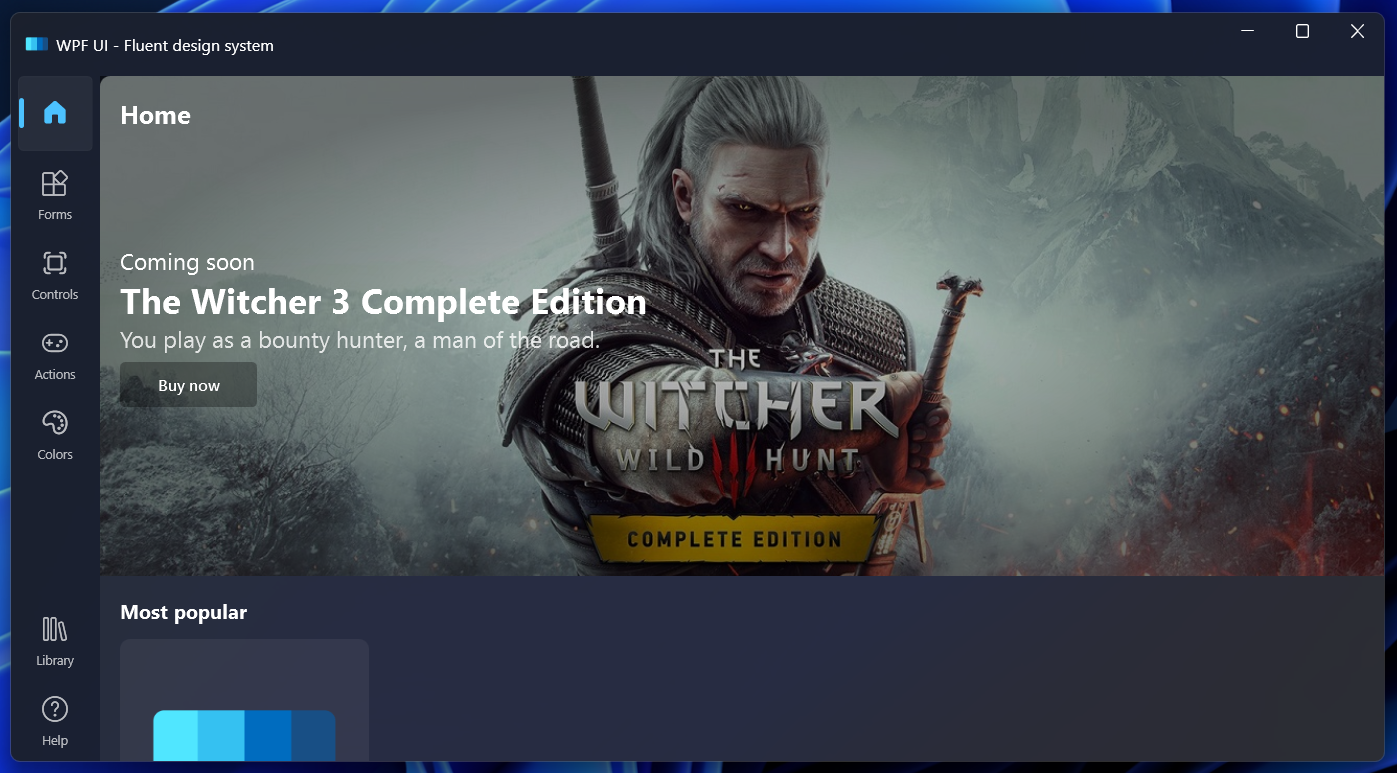 WPF UI - Fluent design system
Home
Forms
Controls
Actions
Colors
Library
Help
Coming soon
The Witcher 3 Complete Edition
You play as a bounty hunter, a man of the road.
Buy now
THE
WITCHER
WILD HUNT
COMPLETE EDITION
Most popular